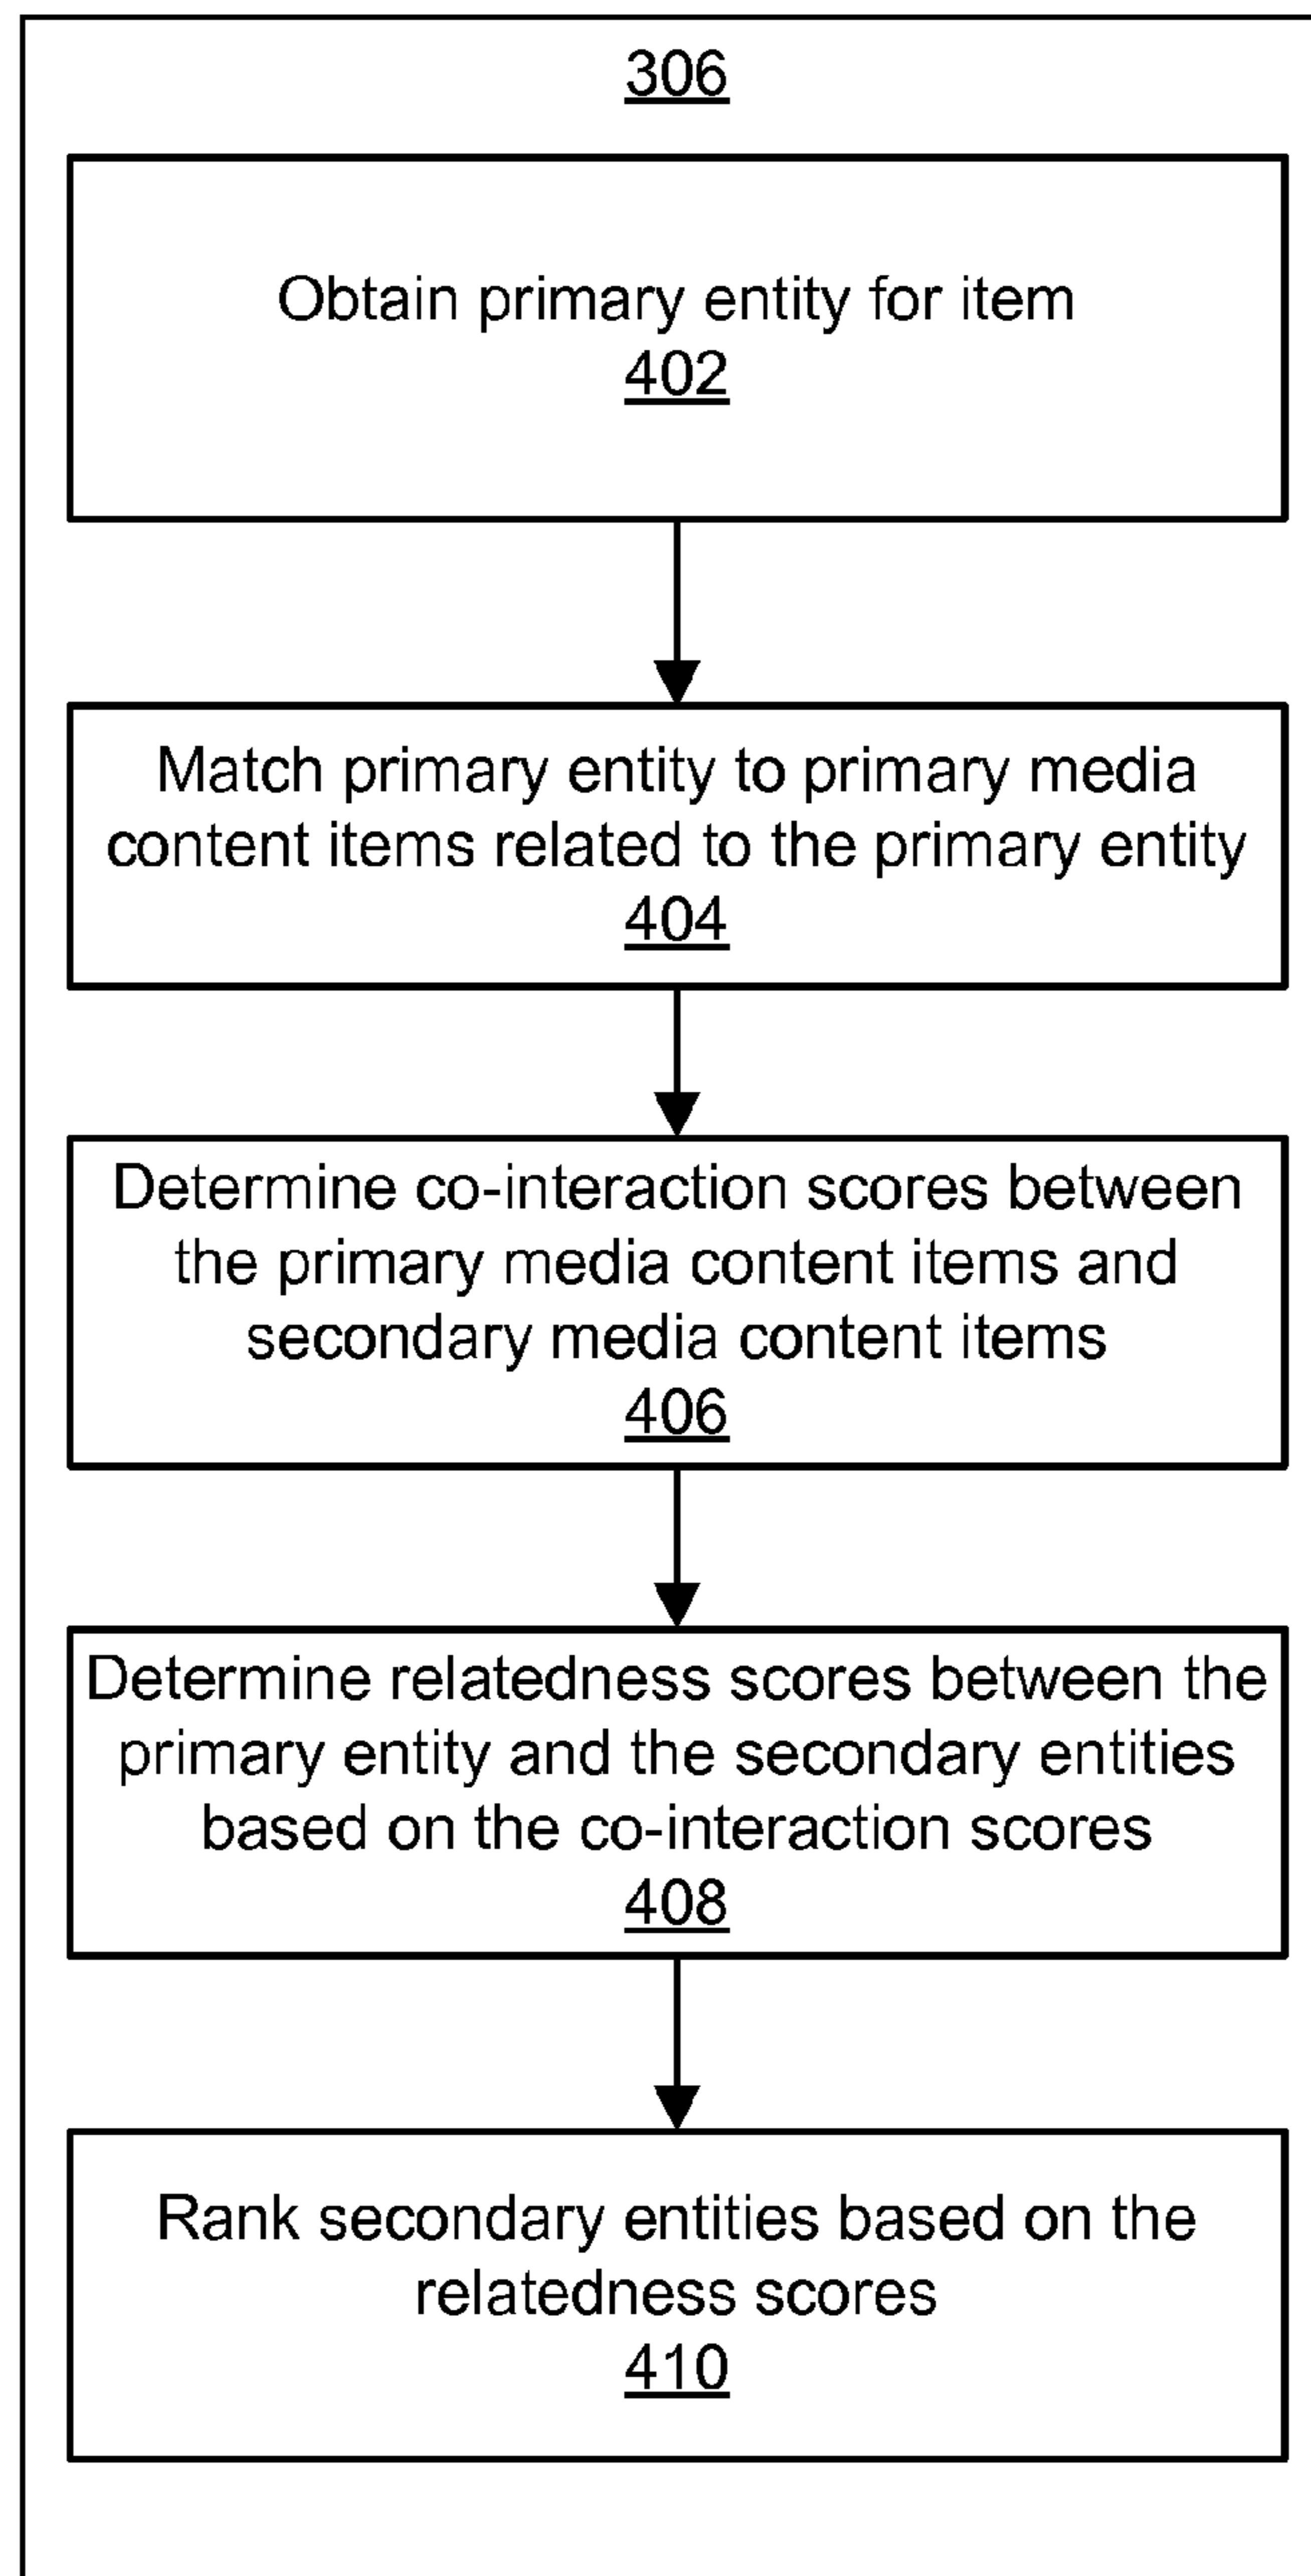 306
Obtain primary entity for item
402
Match primary entity to primary media
content items related to the primary entity
404
Determine co-interaction scores between
the primary media content items and
secondary media content items
406
Determine relatedness scores between the
primary entity and the secondary entities
based on the co-interaction scores
408
Rank secondary entities based on the
relatedness scores
410